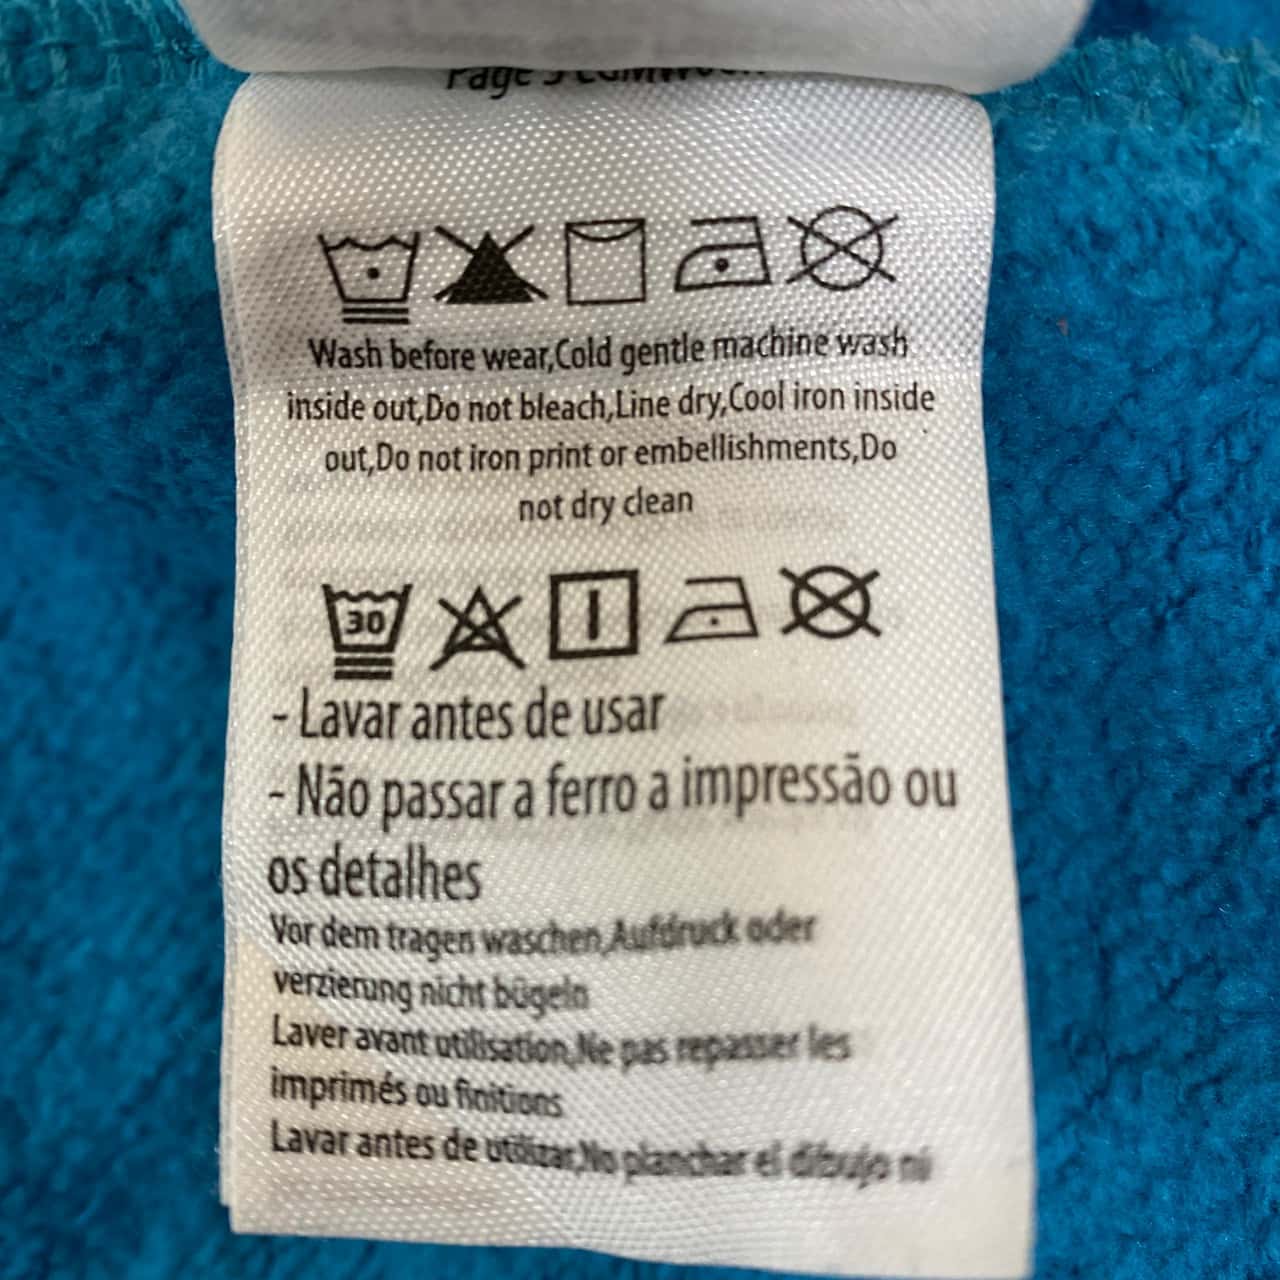 Page 3
Wash before wear,Cold gentle machine wash
inside out,Do not bleach,Line dry,Cool iron inside
out,Do not iron print or embellishments,Do
not dry clean
30
- Lavar antes de usar
- Não passar a ferro a impressão ou
os detalhes
Vor dem tragen waschen,Aufdruck oder
verzierung nicht bügeln
Laver avant utilisation,Ne pas repasser les
imprimés ou finitions
Lavar antes de utilizar,No planchar el dibujo ni